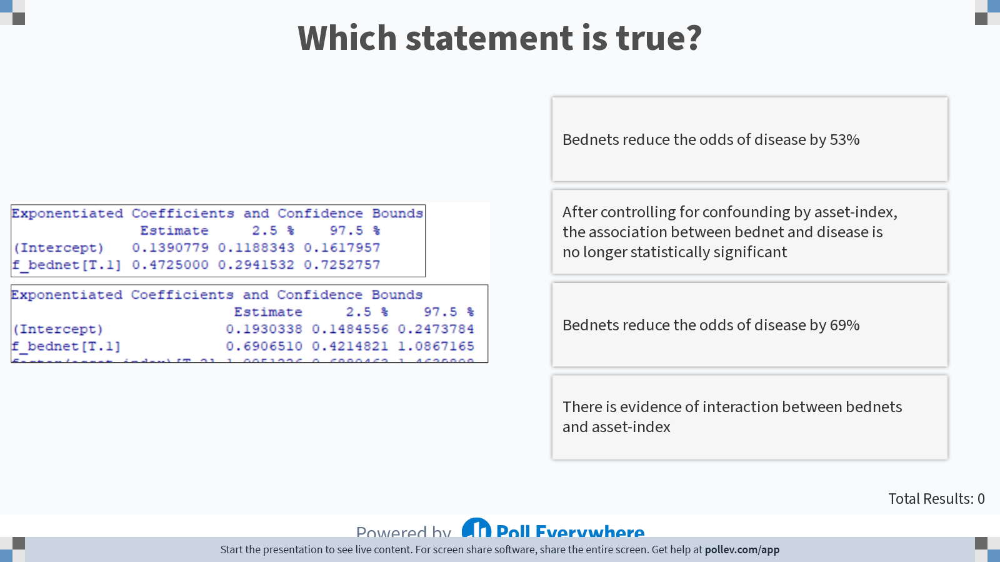 Which statement is true?
Exponentiated Coefficients and Confidence Bounds
Estimate 2.5 % 97.5 %
(Intercept) 0.1390779 0.1188343 0.1617957
f_bednet[T.1] 0.4725000 0.2941532 0.7252757
Exponentiated Coefficients and Confidence Bounds
Estimate 2.5 % 97.5 %
(Intercept) 0.1930338 0.1484556 0.2473784
f_bednet[T.1] 0.6906510 0.4214821 1.0867165
Bednets reduce the odds of disease by 53%
After controlling for confounding by asset-index,
the association between bednet and disease is
no longer statistically significant
Bednets reduce the odds of disease by 69%
There is evidence of interaction between bednets
and asset-index
Total Results: 0
Powered by Poll Everywhere
Start the presentation to see live content. For screen share software, share the entire screen. Get help at pollev.com/app